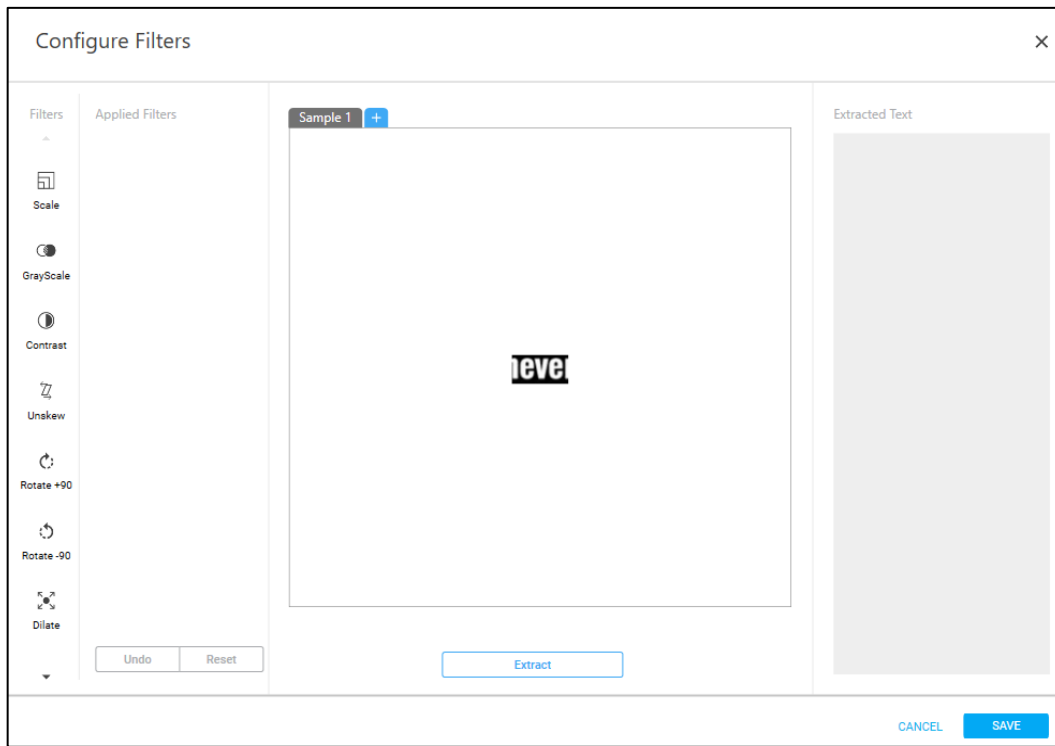 Configure Filters
Filters
Applied Filters
Sample 1
+
Extracted Text
Scale
GrayScale
Contrast
never
Unskew
Rotate +90
Rotate -90
Dilate
Undo
Reset
Extract
CANCEL
SAVE